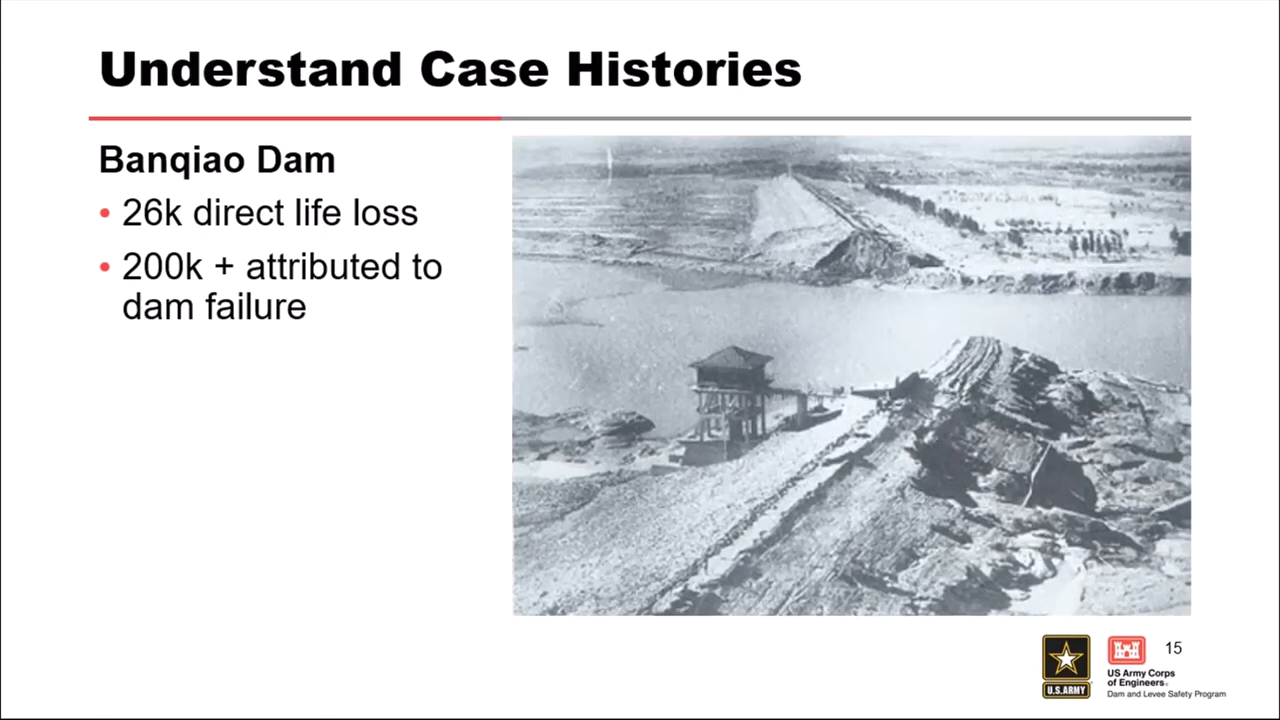 Understand Case Histories
Banqiao Dam
• 26k direct life loss
• 200k + attributed to
dam failure
15
U.S.ARMY
US Army Corps
of Engineers®
Dam and Levee Safety Program